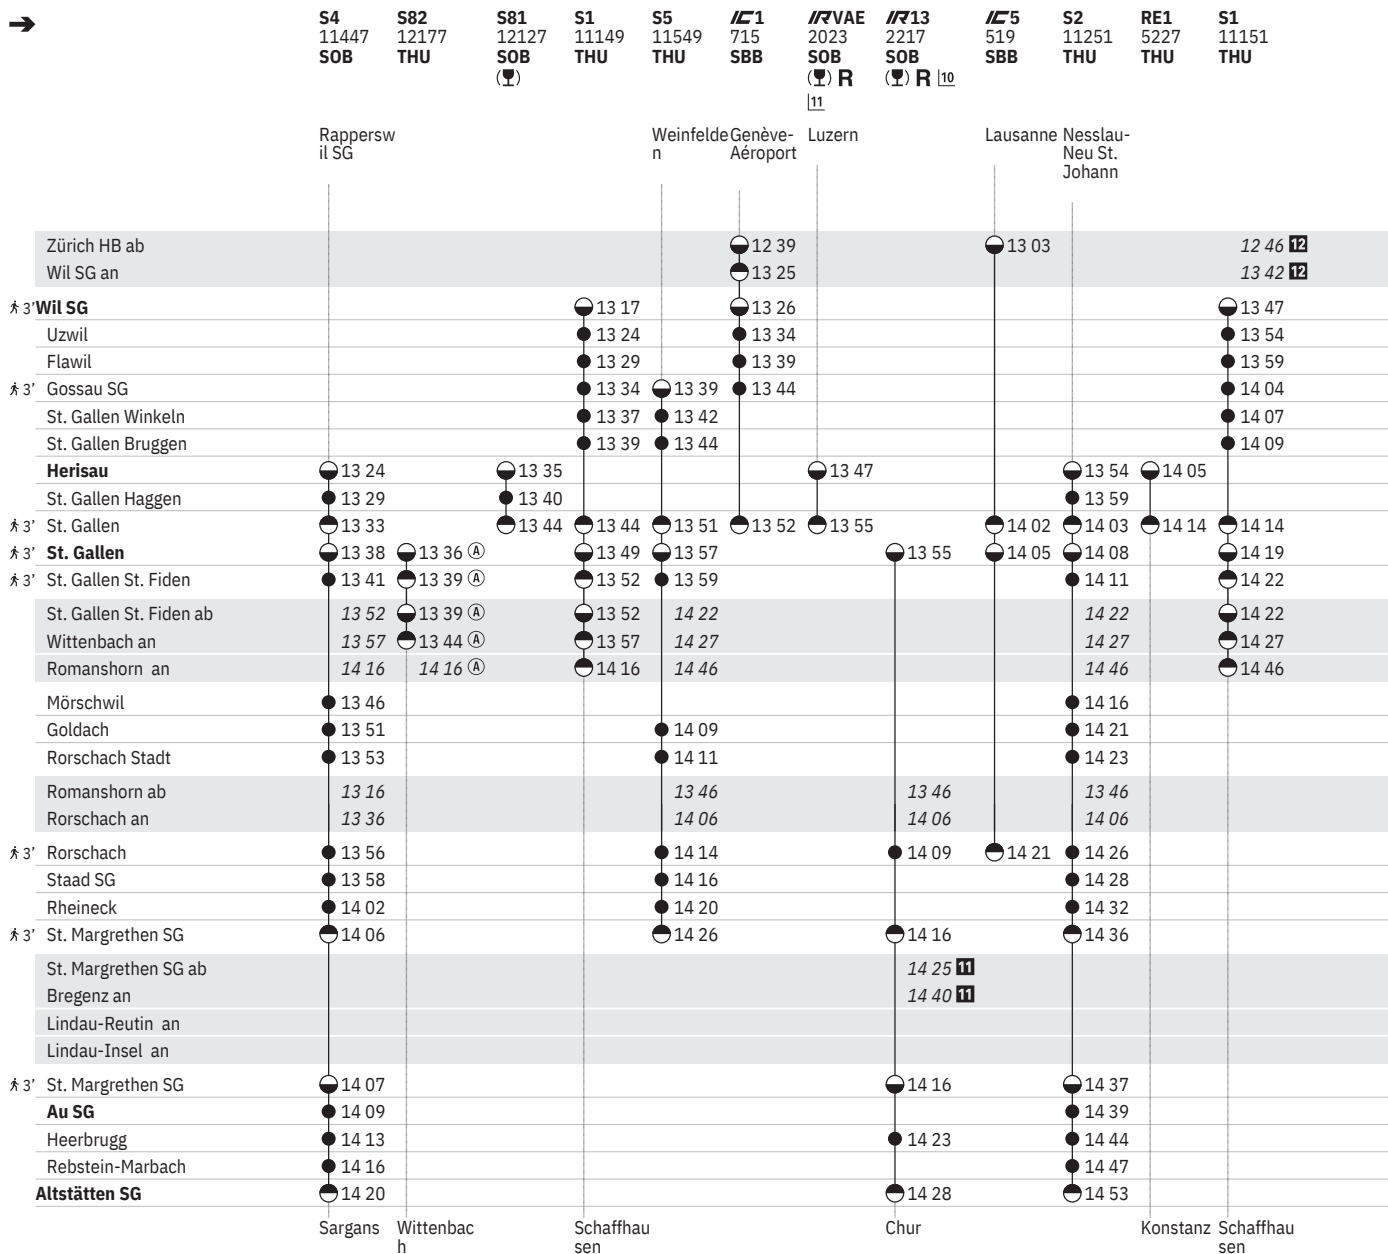 ➔ S4 S82 S81 S1 S5 IC1 IRVAE IR13 IC5 S2 RE1 S1
11447 12177 12127 11149 11549 715 2023 2217 519 11251 5227 11151
SOB THU SOB THU THU SBB SOB SOB SBB THU THU THU
( ) ( ) R ( ) R 10
11
Rappersw Weinfelde Genève- Luzern Lausanne Nesslau-
il SG n Aéroport Neu St.
Johann
Zürich HB ab 12 39 13 03 12 46 12
Wil SG an 13 25 13 42 12
3' Wil SG 13 17 13 26 13 47
Uzwil 13 24 13 34 13 54
Flawil 13 29 13 39 13 59
3' Gossau SG 13 34 13 39 13 44 14 04
St. Gallen Winkeln 13 37 13 42 14 07
St. Gallen Bruggen 13 39 13 44 14 09
Herisau 13 24 13 35 13 47 13 54 14 05
St. Gallen Haggen 13 29 13 40 13 59
3' St. Gallen 13 33 13 44 13 44 13 51 13 52 13 55 14 02 14 03 14 14 14 14
3' St. Gallen 13 38 13 36 Ⓐ 13 49 13 57 13 55 14 05 14 08 14 19
3' St. Gallen St. Fiden 13 41 13 39 Ⓐ 13 52 13 59 14 11 14 22
St. Gallen St. Fiden ab 13 52 13 39 Ⓐ 13 52 14 22 14 22 14 22
Wittenbach an 13 57 13 44 Ⓐ 13 57 14 27 14 27 14 27
Romanshorn an 14 16 14 16 Ⓐ 14 16 14 46 14 46 14 46
Mörschwil 13 46 14 16
Goldach 13 51 14 09 14 21
Rorschach Stadt 13 53 14 11 14 23
Romanshorn ab 13 16 13 46 13 46 13 46
Rorschach an 13 36 14 06 14 06 14 06
3' Rorschach 13 56 14 14 14 09 14 21 14 26
Staad SG 13 58 14 16 14 28
Rheineck 14 02 14 20 14 32
3' St. Margrethen SG 14 06 14 26 14 16 14 36
St. Margrethen SG ab 14 25 11
Bregenz an 14 40 11
Lindau-Reutin an
Lindau-Insel an
3' St. Margrethen SG 14 07 14 16 14 37
Au SG 14 09 14 39
Heerbrugg 14 13 14 23 14 44
Rebstein-Marbach 14 16 14 47
Altstätten SG 14 20 14 28 14 53
Sargans Wittenbac Schaffhau Chur Konstanz Schaffhau
h sen sen